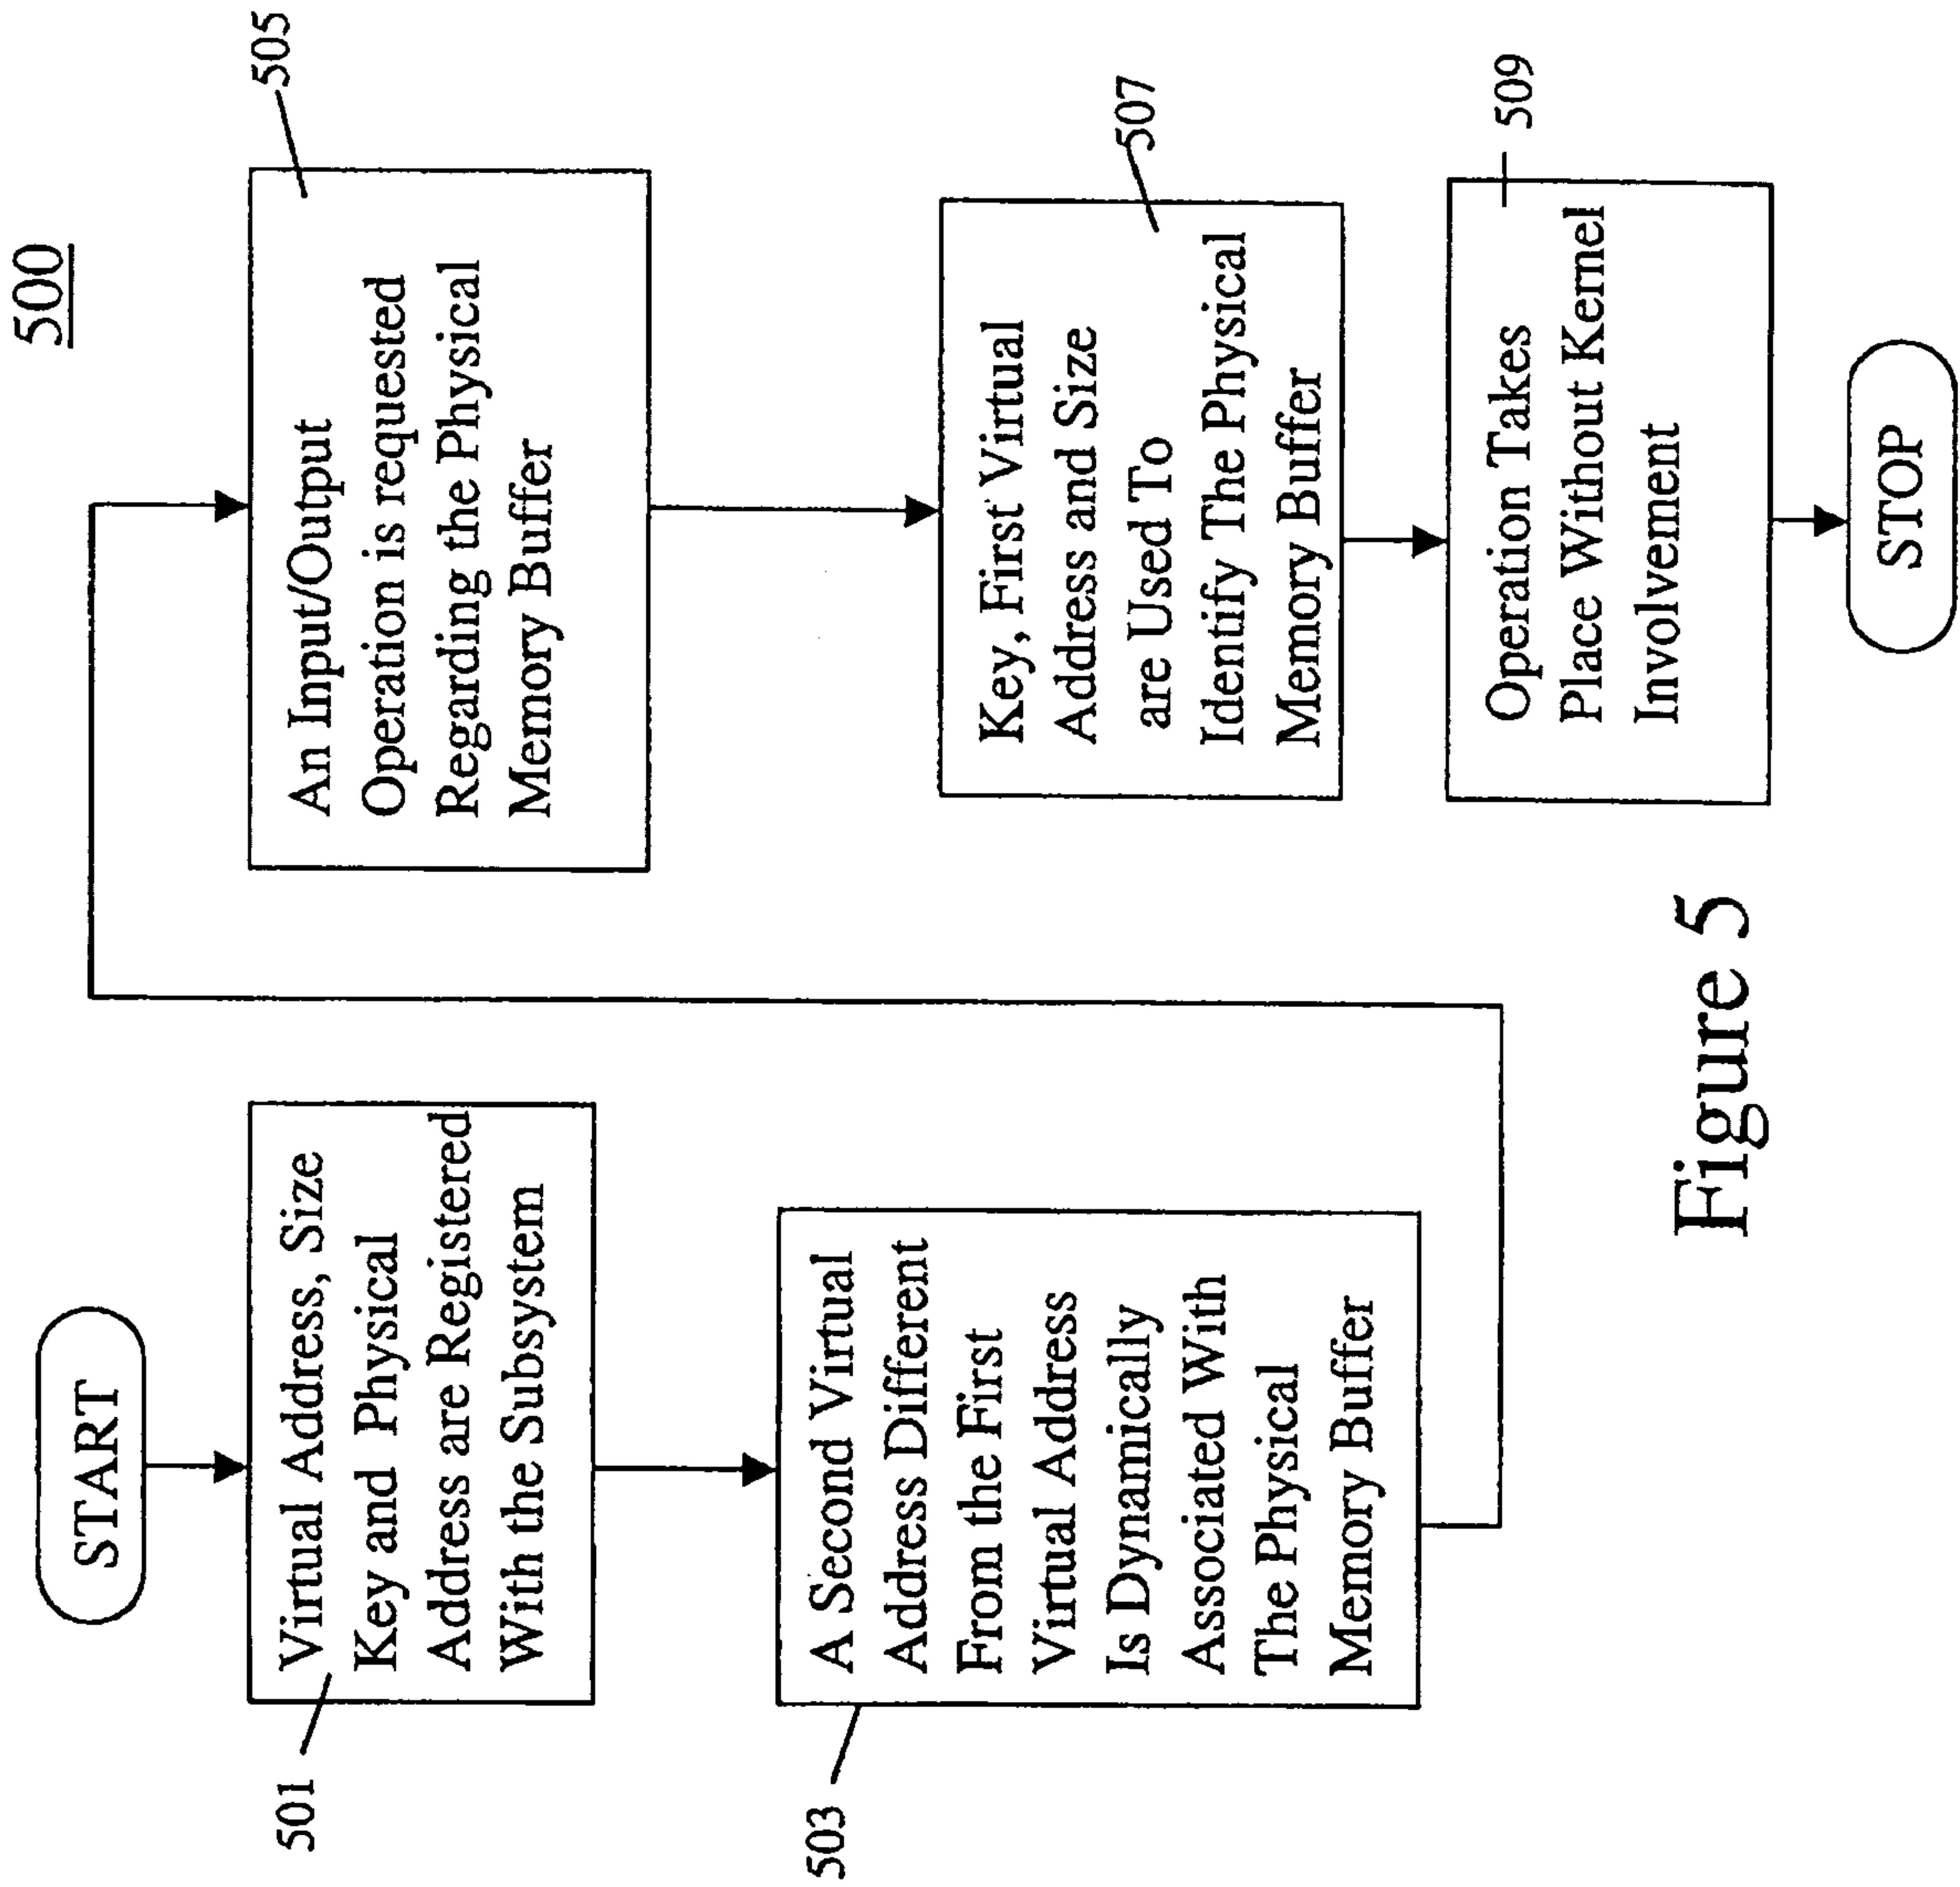 500
START
501
Virtual Address, Size
Key and Physical
Address are Registered
With the Subsystem
503
A Second Virtual
Address Different
From the First
Virtual Address
Is Dynamically
Associated With
The Physical
Memory Buffer
505
An Input/Output
Operation is requested
Regarding the Physical
Memory Buffer
507
Key, First Virtual
Address and Size
are Used To
Identify The Physical
Memory Buffer
509
Operation Takes
Place Without Kernel
Involvement
STOP
Figure 5